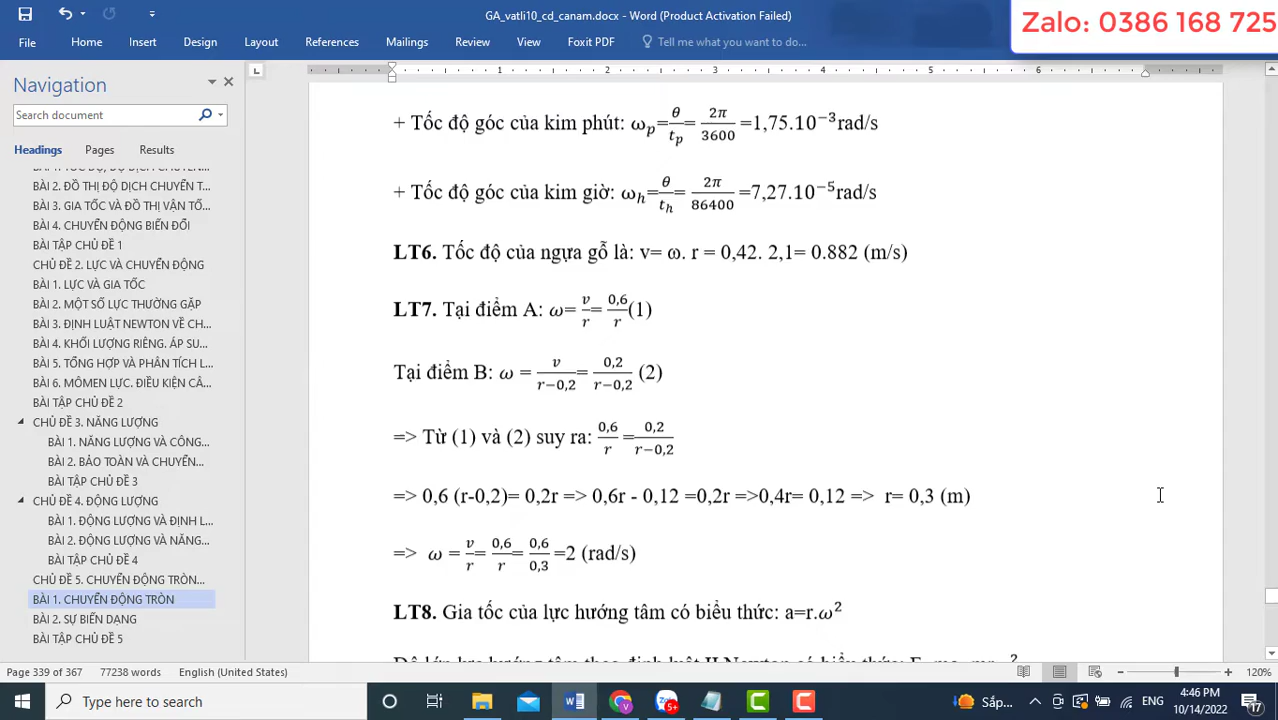 GA_vatli10_cd_canam.docx - Word (Product Activation Failed)
Zalo: 0386 168 725
File Home Insert Design Layout References Mailings Review View Foxit PDF Tell me what you want to do...
Navigation
Search document
Headings Pages Results
BÀI 2. ĐỒ THỊ ĐỘ DỊCH CHUYỂN T...
BÀI 3. GIA TỐC VÀ ĐỒ THỊ VẬN TỐ...
BÀI 4. CHUYỂN ĐỘNG BIẾN ĐỔI
BÀI TẬP CHỦ ĐỀ 1
CHỦ ĐỀ 2. LỰC VÀ CHUYỂN ĐỘNG
BÀI 1. LỰC VÀ GIA TỐC
BÀI 2. MỘT SỐ LỰC THƯỜNG GẶP
BÀI 3. ĐỊNH LUẬT NEWTON VỀ CH...
BÀI 4. KHỐI LƯỢNG RIÊNG. ÁP SU...
BÀI 5. TỔNG HỢP VÀ PHÂN TÍCH L...
BÀI 6. MÔMEN LỰC. ĐIỀU KIỆN CÂ...
BÀI TẬP CHỦ ĐỀ 2
CHỦ ĐỀ 3. NĂNG LƯỢNG
BÀI 1. NĂNG LƯỢNG VÀ CÔNG...
BÀI 2. BẢO TOÀN VÀ CHUYỂN...
BÀI TẬP CHỦ ĐỀ 3
CHỦ ĐỀ 4. ĐỘNG LƯỢNG
BÀI 1. ĐỘNG LƯỢNG VÀ ĐỊNH L...
BÀI 2. ĐỘNG LƯỢNG VÀ NĂNG...
BÀI TẬP CHỦ ĐỀ 4
CHỦ ĐỀ 5. CHUYỂN ĐỘNG TRÒN...
BÀI 1. CHUYỂN ĐỘNG TRÒN
BÀI 2. SỰ BIẾN DẠNG
BÀI TẬP CHỦ ĐỀ 5
1 2 3 4 5 6
+ Tốc độ góc của kim phút: ωₚ=θ/tₚ=2π/3600=1,75.10⁻³rad/s
+ Tốc độ góc của kim giờ: ωₕ=θ/tₕ=2π/86400=7,27.10⁻⁵rad/s
LT6. Tốc độ của ngựa gỗ là: v= ω. r = 0,42. 2,1= 0.882 (m/s)
LT7. Tại điểm A: ω= v/r= 0,6/r(1)
Tại điểm B: ω = v/(r−0,2)= 0,2/(r−0,2) (2)
=> Từ (1) và (2) suy ra: 0,6/r =0,2/(r−0,2)
=> 0,6 (r-0,2)= 0,2r => 0,6r - 0,12 =0,2r =>0,4r= 0,12 => r= 0,3 (m)
=> ω = v/r= 0,6/r= 0,6/0,3 =2 (rad/s)
LT8. Gia tốc của lực hướng tâm có biểu thức: a=r.ω²
Page 339 of 367 77238 words English (United States) 120%
Type here to search
Sắp...
ENG
4:46 PM
10/14/2022
17